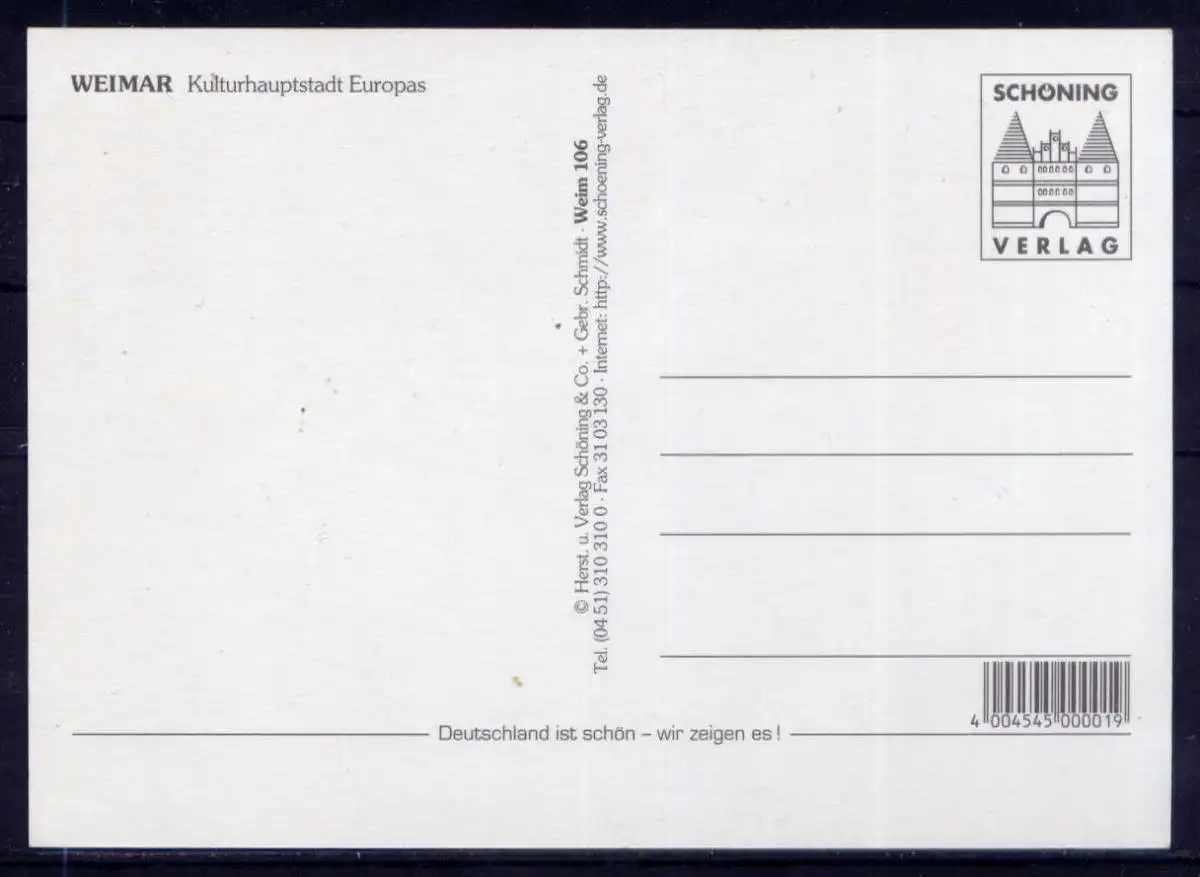 WEIMAR Kulturhauptstadt Europas
© Herst. u. Verlag Schöning & Co. + Gebr. Schmidt · Weim 106
Tel. (04 51) 310 310 0 · Fax 31 03 130 · Internet: http://www.schoening-verlag.de
SCHÖNING
VERLAG
4 004545 000019
Deutschland ist schön – wir zeigen es!